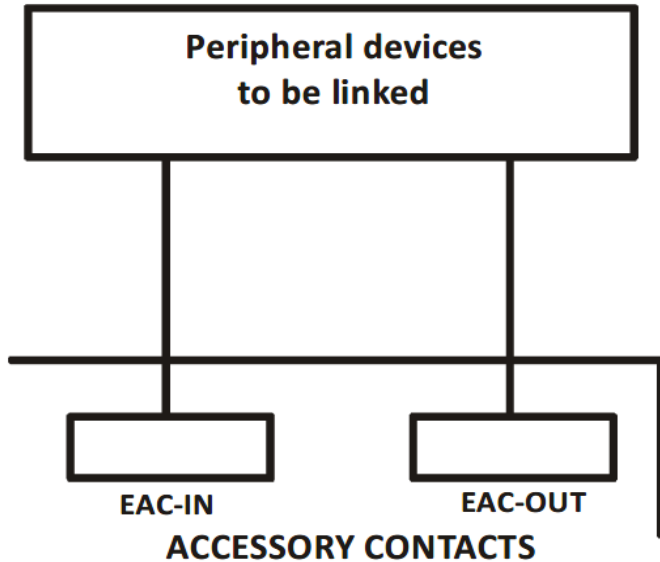 Peripheral devices
to be linked
EAC-IN
EAC-OUT
ACCESSORY CONTACTS